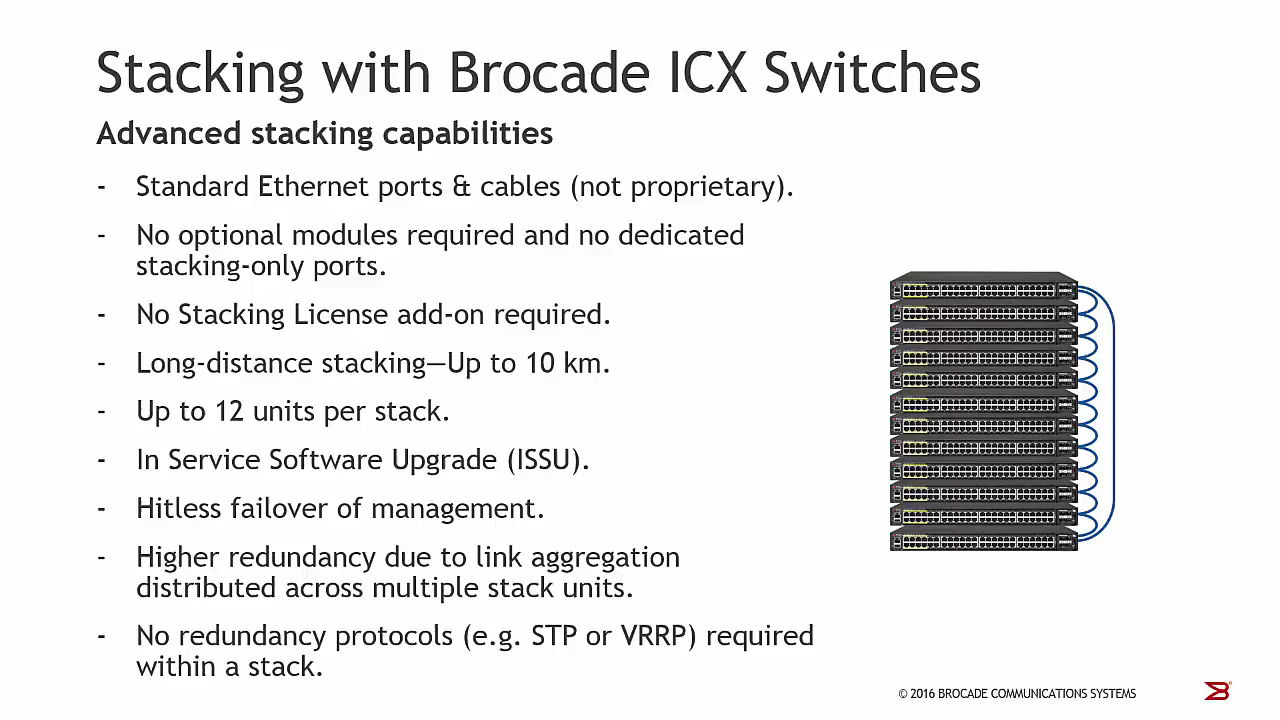 Stacking with Brocade ICX Switches
Advanced stacking capabilities
- Standard Ethernet ports & cables (not proprietary).
- No optional modules required and no dedicated
stacking-only ports.
- No Stacking License add-on required.
- Long-distance stacking—Up to 10 km.
- Up to 12 units per stack.
- In Service Software Upgrade (ISSU).
- Hitless failover of management.
- Higher redundancy due to link aggregation
distributed across multiple stack units.
- No redundancy protocols (e.g. STP or VRRP) required
within a stack.
© 2016 BROCADE COMMUNICATIONS SYSTEMS